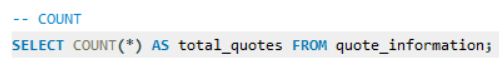 -- COUNT
SELECT COUNT(*) AS total_quotes FROM quote_information;